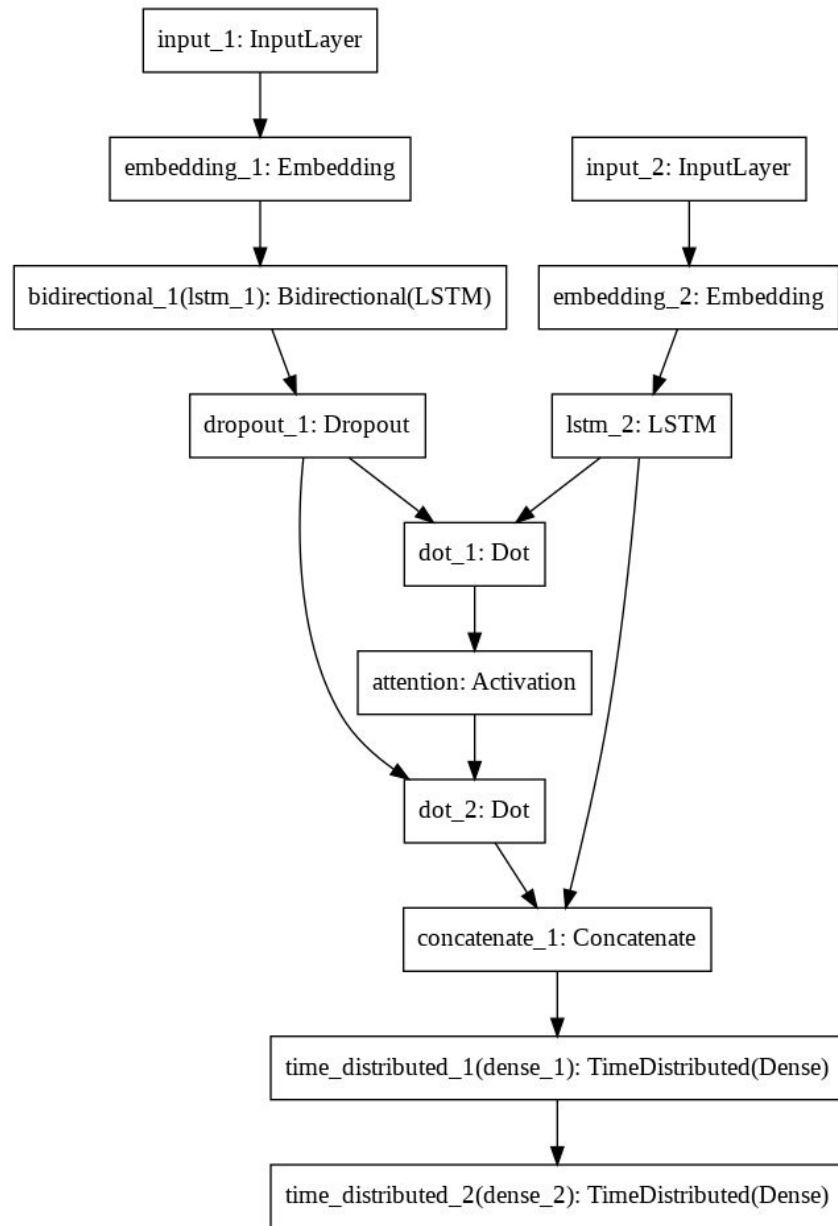 input_1: InputLayer
embedding_1: Embedding
input_2: InputLayer
bidirectional_1(lstm_1): Bidirectional(LSTM)
embedding_2: Embedding
dropout_1: Dropout
lstm_2: LSTM
dot_1: Dot
attention: Activation
dot_2: Dot
concatenate_1: Concatenate
time_distributed_1(dense_1): TimeDistributed(Dense)
time_distributed_2(dense_2): TimeDistributed(Dense)